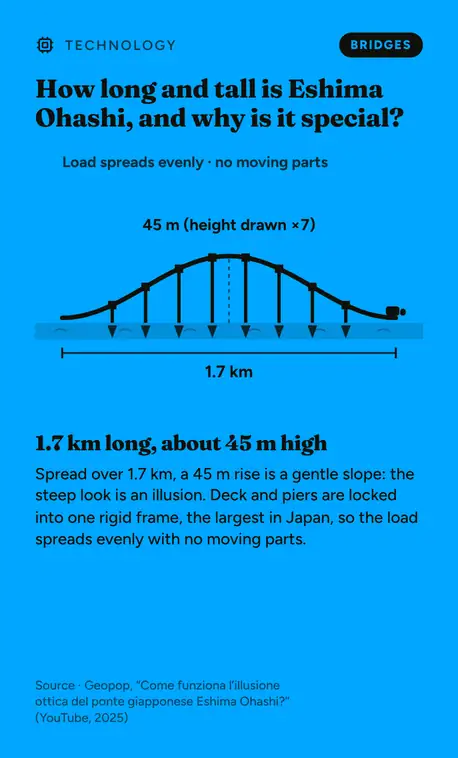 TECHNOLOGY
BRIDGES
How long and tall is Eshima
Ohashi, and why is it special?
Load spreads evenly · no moving parts
45 m (height drawn ×7)
1.7 km
1.7 km long, about 45 m high
Spread over 1.7 km, a 45 m rise is a gentle slope: the
steep look is an illusion. Deck and piers are locked
into one rigid frame, the largest in Japan, so the load
spreads evenly with no moving parts.
Source · Geopop, “Come funziona l’illusione
ottica del ponte giapponese Eshima Ohashi?”
(YouTube, 2025)